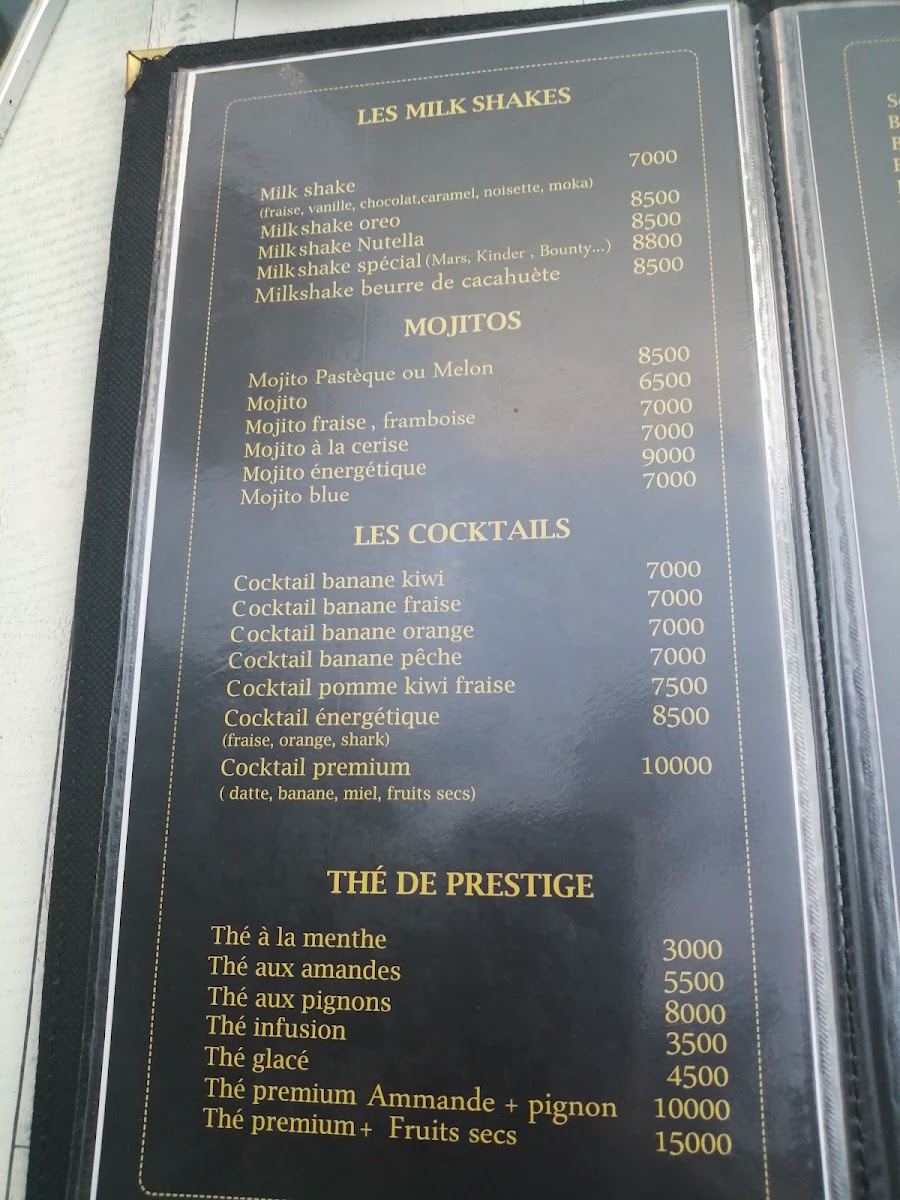 LES MILK SHAKES
Milk shake 7000
(fraise, vanille, chocolat,caramel, noisette, moka)
Milk shake oreo 8500
Milk shake Nutella 8500
Milk shake spécial (Mars, Kinder , Bounty...) 8800
Milkshake beurre de cacahuète 8500
MOJITOS
Mojito Pastèque ou Melon 8500
Mojito 6500
Mojito fraise , framboise 7000
Mojito à la cerise 7000
Mojito énergétique 9000
Mojito blue 7000
LES COCKTAILS
Cocktail banane kiwi 7000
Cocktail banane fraise 7000
Cocktail banane orange 7000
Cocktail banane pêche 7000
Cocktail pomme kiwi fraise 7500
Cocktail énergétique 8500
(fraise, orange, shark)
Cocktail premium 10000
( datte, banane, miel, fruits secs)
THÉ DE PRESTIGE
Thé à la menthe 3000
Thé aux amandes 5500
Thé aux pignons 8000
Thé infusion 3500
Thé glacé 4500
Thé premium Ammande + pignon 10000
Thé premium + Fruits secs 15000